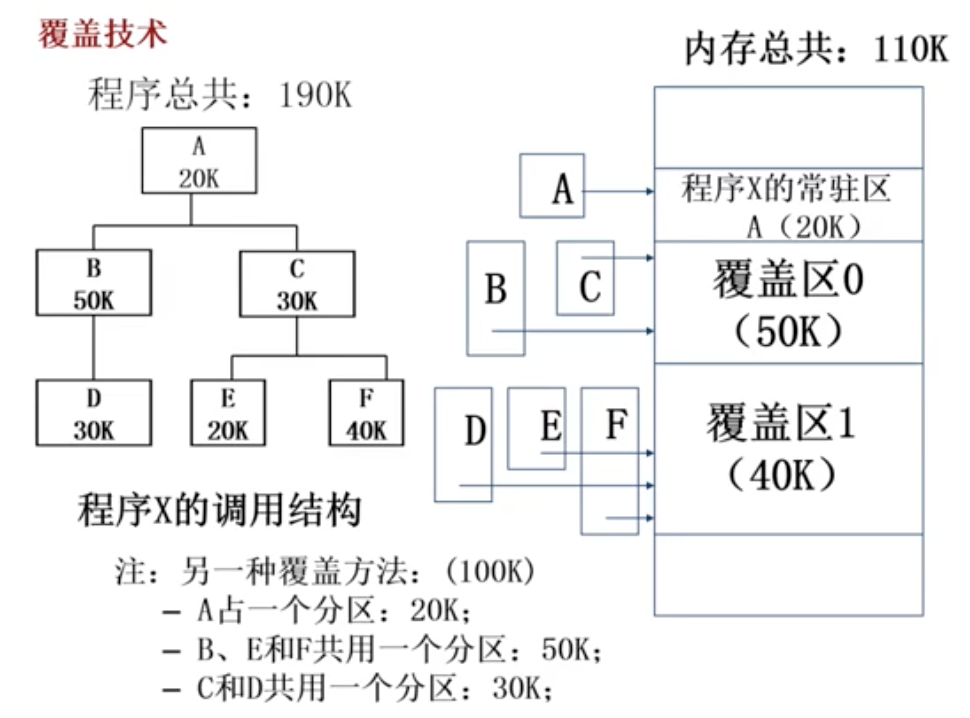 覆盖技术
程序总共：190K
A
20K
B
50K
C
30K
D
30K
E
20K
F
40K
程序X的调用结构
内存总共：110K
A
程序X的常驻区
A（20K）
B
C
覆盖区0
（50K）
D
E
F
覆盖区1
（40K）
注：另一种覆盖方法：(100K)
– A占一个分区：20K；
– B、E和F共用一个分区：50K；
– C和D共用一个分区：30K；